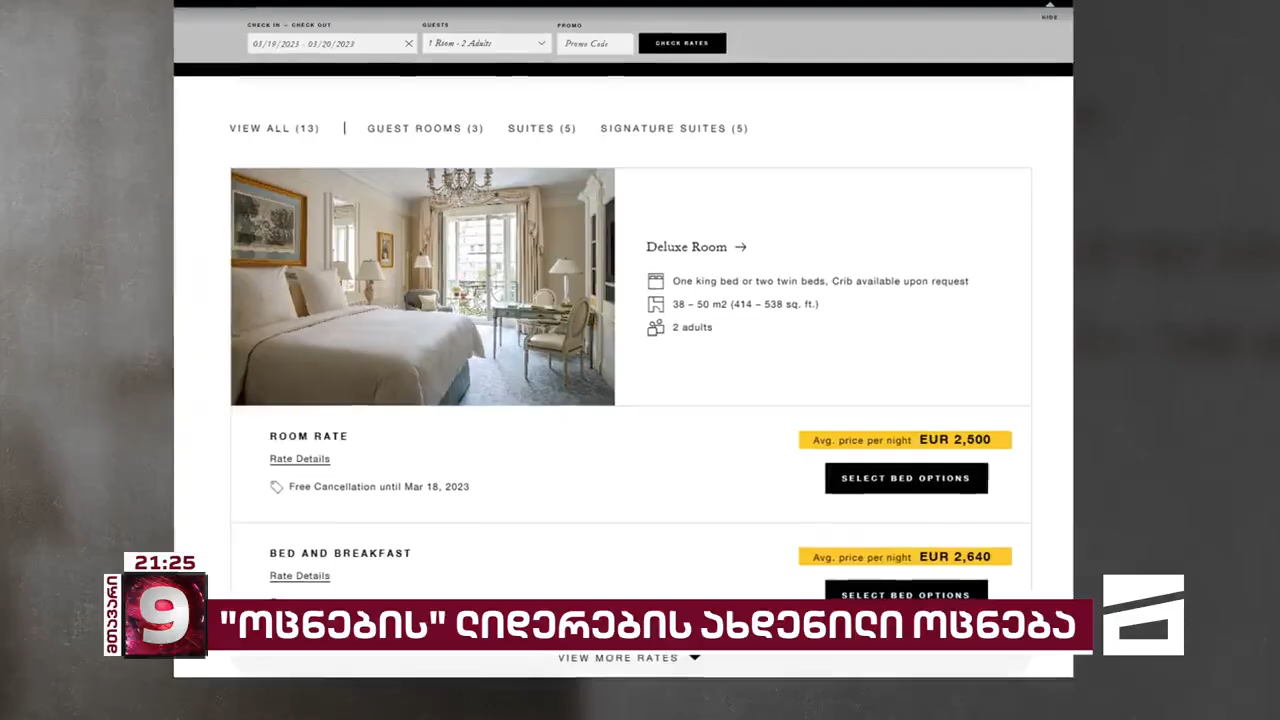 HIDE
CHECK IN – CHECK OUT
GUESTS
PROMO
03/19/2023 - 03/20/2023
1 Room - 2 Adults
Promo Code
CHECK RATES
VIEW ALL (13) | GUEST ROOMS (3) SUITES (5) SIGNATURE SUITES (5)
Deluxe Room →
One king bed or two twin beds, Crib available upon request
38 – 50 m2 (414 – 538 sq. ft.)
2 adults
ROOM RATE
Avg. price per night EUR 2,500
Rate Details
SELECT BED OPTIONS
Free Cancellation until Mar 18, 2023
BED AND BREAKFAST
Avg. price per night EUR 2,640
Rate Details
SELECT BED OPTIONS
21:25
მთავარი
9
"ოცნების" ლიდერების ახდენილი ოცნება
VIEW MORE RATES